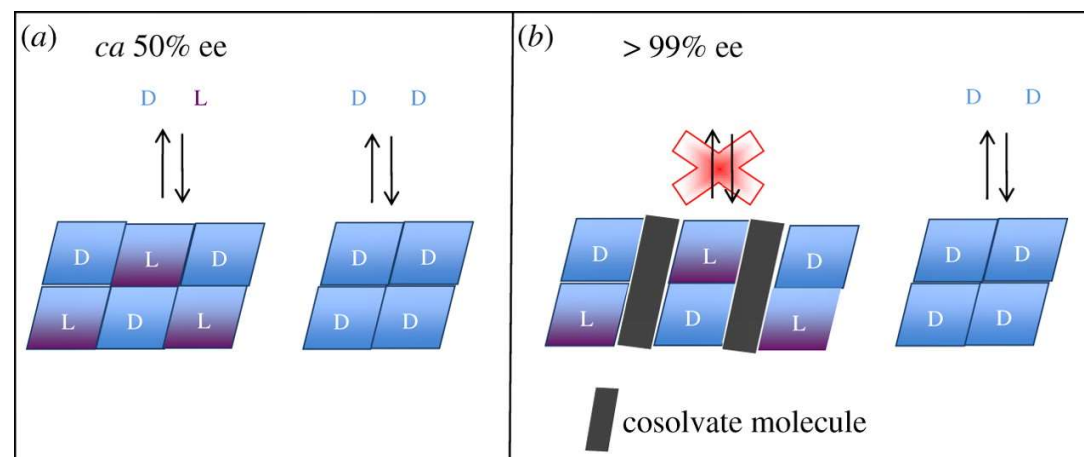 (a) ca 50% ee
D L D D
D L D D D
L D L D D
(b) > 99% ee
D D
D L D D D
L D L D D
cosolvate molecule